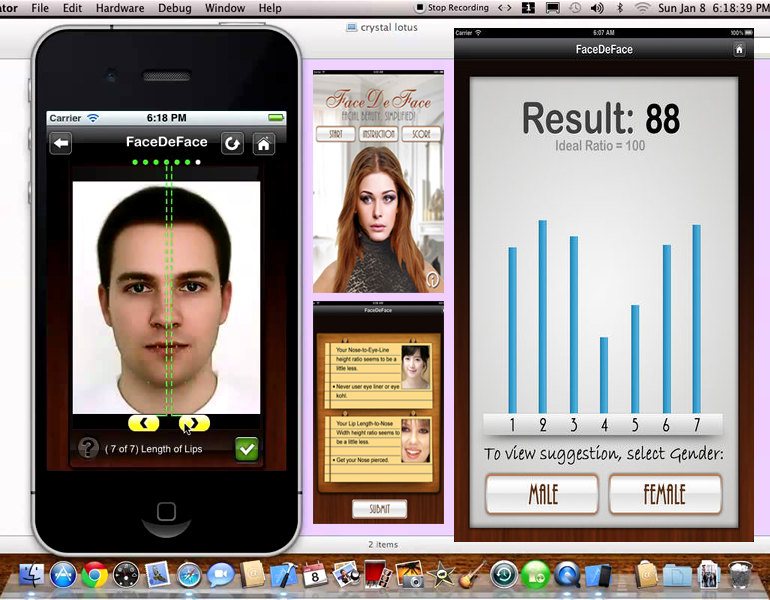 ator File Edit Hardware Debug Window Help
Stop Recording
1
Sun Jan 8 6:18:39 PM
crystal lotus
Carrier 6:18 PM
FaceDeFace
( 7 of 7) Length of Lips
FaceDeFace
FACIAL BEAUTY, SIMPLIFIED!
START INSTRUCTION SCORE
FaceDeFace
Your Nose-to-Eye-Line
height ratio seems to be a
little less.
• Never user eye liner or eye
kohl.
Your Lip Length-to-Nose
Width height ratio seems to
be a little less.
• Get your Nose pierced.
SUBMIT
Carrier 6:07 AM 100%
FaceDeFace
Result: 88
Ideal Ratio = 100
1 2 3 4 5 6 7
To view suggestion, select Gender:
MALE FEMALE
2 items
8